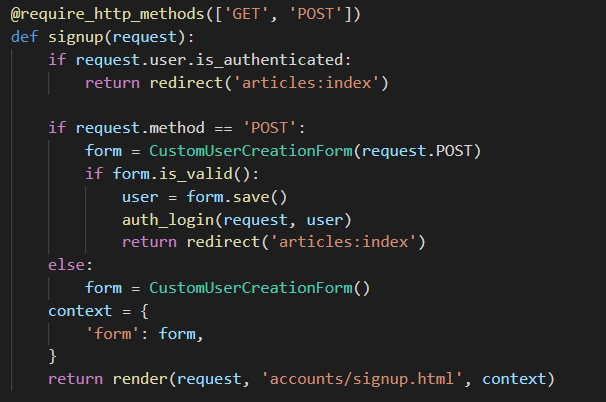 @require_http_methods(['GET', 'POST'])
def signup(request):
    if request.user.is_authenticated:
        return redirect('articles:index')

    if request.method == 'POST':
        form = CustomUserCreationForm(request.POST)
        if form.is_valid():
            user = form.save()
            auth_login(request, user)
            return redirect('articles:index')
    else:
        form = CustomUserCreationForm()
    context = {
        'form': form,
    }
    return render(request, 'accounts/signup.html', context)